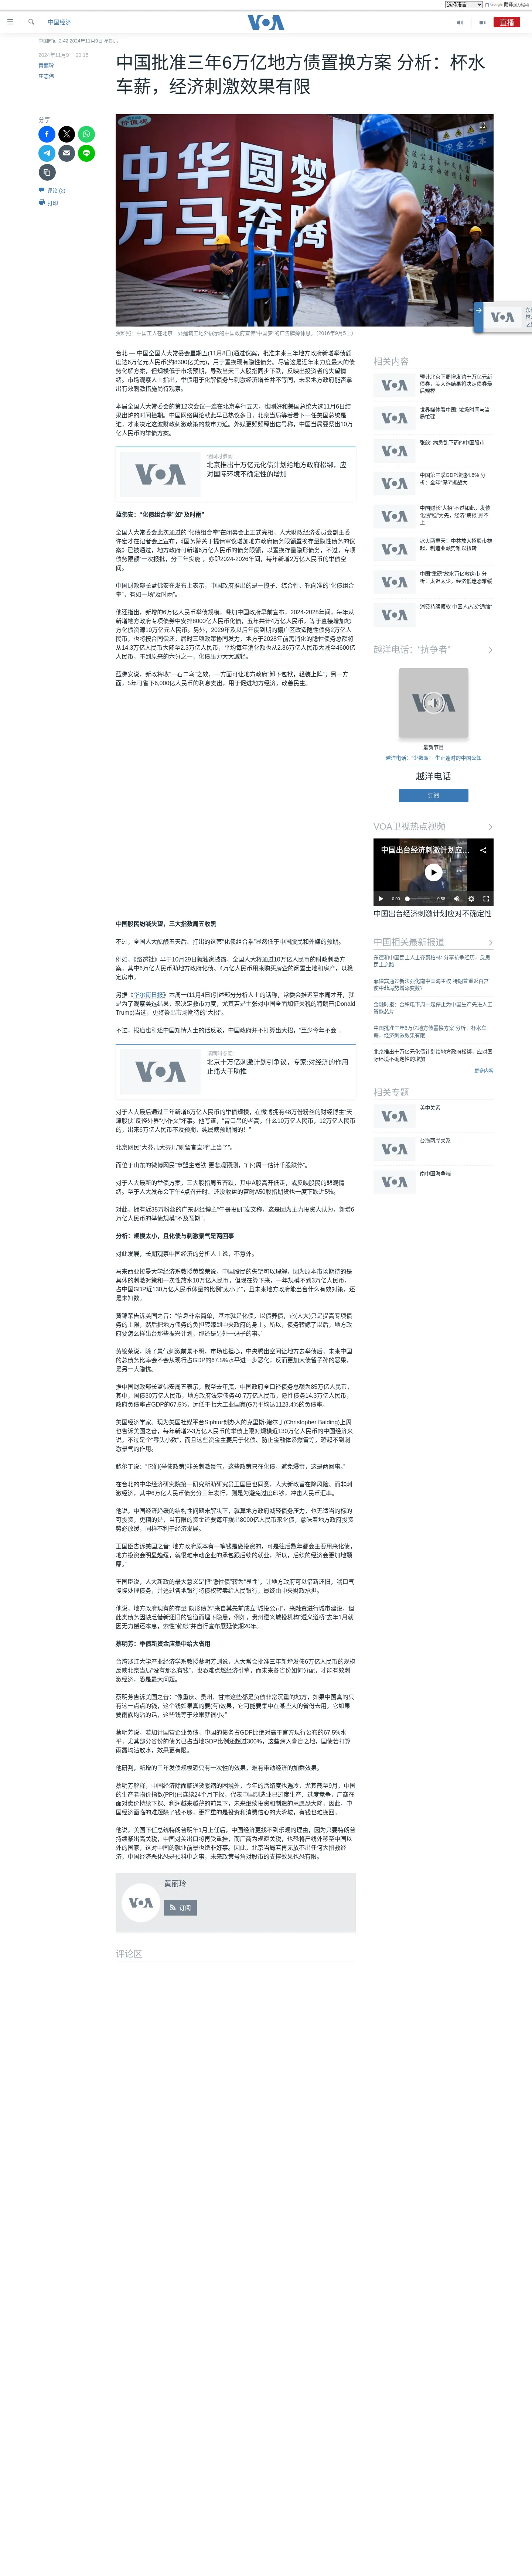 选择语言 由 Google 翻译强力驱动
中国经济
VOA
直播
中国时间 2:42 2024年11月9日 星期六
2024年11月9日 00:15
黄丽玲
庄志伟
中国批准三年6万亿地方债置换方案 分析：杯水
车薪，经济刺激效果有限
分享
评论 (2)
打印
中华圆梦
万马奔腾
资料照：中国工人在北京一处建筑工地外展示的中国政府宣传“中国梦”的广告牌旁休息。（2016年9月5日）
台北 — 中国全国人大常委会星期五(11月8日)通过议案，批准未来三年地方政府新增举债额
度达6万亿元人民币(约8300亿美元)，用于置换现有隐性债务。尽管这是近年来力度最大的债
务化解方案，但规模低于市场预期，导致当天三大股指同步下跌，反映出投资者的失望情
绪。市场观察人士指出，举债用于化解债务与刺激经济增长并不等同，未来地方政府能否拿
出有效刺激措施尚待观察。
本届全国人大常委会的第12次会议一连在北京举行五天，也刚好和美国总统大选11月6日结
果出炉的时间撞期。中国网络舆论就此早已热议多日，北京当局等着看下一任美国总统是
谁，才来决定这波财政刺激政策的救市力道。外媒更频频释出信号称，中国当局要祭出10万
亿人民币的举债方案。
请同时参阅：
北京推出十万亿元化债计划给地方政府松绑，应
对国际环境不确定性的增加
蓝佛安：“化债组合拳”如“及时雨”
全国人大常委会此次通过的“化债组合拳”在闭幕会上正式亮相。人大财政经济委员会副主委
许宏才在记者会上宣布，《国务院关于提请审议增加地方政府债务限额置换存量隐性债务的议
案》已被通过，地方政府可新增6万亿人民币的债务限额，以置换存量隐形债务，不过，专项
债务限额“一次报批，分三年实施”，亦即2024-2026年间，每年新增2万亿人民币的举债空
间。
中国财政部长蓝佛安在发布上表示，中国政府推出的是一揽子、综合性、靶向准的“化债组合
拳”，有如一场“及时雨”。
他还指出，新增的6万亿人民币举债规模，叠加中国政府早前宣布，2024-2028年间，每年从
新增地方政府专项债券中安排8000亿人民币化债，五年共计4万亿人民币，等于直接增加地
方化债资源10万亿元人民币。另外，2029年及以后年度到期的棚户区改造隐性债务2万亿人
民币，也将按合同偿还，届时三项政策协同发力，地方于2028年前需消化的隐性债务总额将
从14.3万亿人民币大降至2.3万亿人民币，平均每年消化额也从2.86万亿人民币大减至4600亿
人民币，不到原来的六分之一，化债压力大大减轻。
蓝佛安说，新政将收“一石二鸟”之效，一方面可让地方政府“卸下包袱，轻装上阵”；另一方
面，5年可省下6,000亿人民币的利息支出，用于促进地方经济，改善民生。
中国股民纷喊失望，三大指数周五收黑
不过，全国人大酝酿五天后，打出的这套“化债组合拳”显然低于中国股民和外媒的预期。
例如，《路透社》早于10月29日就独家披露，全国人大将通过10万亿人民币的财政刺激方
案，其中6万亿人民币助地方政府化债，4万亿人民币用来购买房企的闲置土地和房产，以稳
定房市。
另据《华尔街日报》本周一(11月4日)引述部分分析人士的话称，常委会推迟至本周才开，就
是为了观察美选结果，来决定救市力度，尤其若是主张对中国全面加征关税的特朗普(Donald
Trump)当选，更将祭出市场期待的“大招”。
不过，报道也引述中国知情人士的话反驳，中国政府并不打算出大招，“至少今年不会”。
请同时参阅：
北京十万亿刺激计划引争议，专家:对经济的作用
止痛大于助推
对于人大最后通过三年新增6万亿人民币的举债规模，在微博拥有48万份粉丝的财经博主“天
津股侠”反怪外界“小作文”坏事。他写道，“胃口吊的老高，什么10万亿人民币，12万亿人民币
的，出来6万亿人民币不及预期，纯属瞎预期闹的！”
北京网民“大芬儿大芬儿”则留言直呼“上当了”。
而位于山东的微博网民“章盟主老铁”更悲观预测，“(下)周一估计千股跌停”。
对于人大最新的举债方案，三大股指周五齐跌，其中A股高开低走，或反映股民的悲观情
绪。至于人大发布会下午4点召开时、还没收盘的富时A50股指期货也一度下跌近5%。
对此，拥有近35万粉丝的广东财经博主“牛哥投研”发文称，这是因为主力投资人认为，新增6
万亿人民币的举债规模“不及预期”。
分析：规模太小，且化债与刺激景气是两回事
对此发展，长期观察中国经济的分析人士说，不意外。
马来西亚拉曼大学经济系教授黄锦荣说，中国股民的失望可以理解，因为原本市场期待的是
具体的刺激对策和一次性放水10万亿人民币，但现在算下来，一年规模不到3万亿人民币，
占中国GDP近130万亿人民币体量的比例“太小了”，且未来地方政府能出台什么有效对策，还
是未知数。
黄锦荣告诉美国之音：“信息非常简单，基本就是化债，以债养债，它(人大)只是提高专项债
务的上限，然后把地方债务的负担转嫁到中央政府的身上。所以，债务转嫁了以后，地方政
府要怎么样出台那些振兴计划，那还是另外一码子的事。”
黄锦荣说，除了景气刺激前景不明，市场也担心，中央腾出空间让地方去举债后，未来中国
的总债务比率会不会从现行占GDP的67.5%水平进一步恶化，反而更加大债留子孙的恶果，
是另一大隐忧。
据中国财政部长蓝佛安周五表示，截至去年底，中国政府全口径债务总额为85万亿人民币，
其中，国债30万亿人民币，地方政府法定债务40.7万亿人民币，隐性债务14.3万亿人民币，
政府负债率占GDP的67.5%，远低于七大工业国家(G7)平均达123.4%的负债率。
美国经济学家、现为美国社媒平台Siphtor创办人的克里斯·鲍尔丁(Christopher Balding)上周
也告诉美国之音，每年新增2-3万亿人民币的举债上限对规模近130万亿人民币的中国经济来
说，不过是个“零头小数”，而且这些资金主要用于化债、防止金融体系爆雷等，恐起不到刺
激景气的作用。
鲍尔丁说：“它们(举债政策)非关刺激景气，这些政策只在化债，避免爆雷，这是两回事。”
在台北的中华经济研究院第一研究所助研究员王国臣也同意，人大新政旨在降风险，而非刺
激经济，其中6万亿人民币债务分三年发行，则是为避免过度印钞，冲击人民币汇率。
他说，中国经济趋缓的结构性问题未解决下，就算地方政府减轻债务压力，也无适当的标的
可投资，更糟的是，当有限的资金还要每年拨出8000亿人民币来化债，意味着地方政府投资
势必放缓，同样不利于经济发展。
王国臣告诉美国之音:“地方政府原本有一笔钱是做投资的，可是往后数年都会主要用来化债，
地方投资会明显趋缓，就很难带动企业的承包跟后续的就业，所以，后续的经济会更加地颓
靡。”
王国臣说，人大新政的最大意义是把“隐性债”转为“显性”，让地方政府可以借新还旧，喘口气
慢慢处理债务，并透过各地银行将债权转卖给人民银行，最终由中央财政承担。
他说，地方政府现有的存量“隐形债务”来自其先前成立“城投公司”，来融资进行城市建设，但
此类债务因缺乏借新还旧的管道而埋下隐患，例如，贵州遵义城投机构“遵义道桥”去年1月就
因无力偿还本息，索性“赖帐”并自行宣布展延债期20年。
蔡明芳：举债新资金应集中给大省用
台湾淡江大学产业经济学系教授蔡明芳则说，人大常会批准三年新增发债6万亿人民币的规模
反映北京当局“没有那么有钱”，也恐难点燃经济引擎，而未来各省份如何分配，才能有效刺
激经济，也是最大问题。
蔡明芳告诉美国之音：“像重庆、贵州、甘肃这些都是负债非常沉重的地方，如果中国真的只
有这一点点的钱，这个钱如果真的要(有)效果，它可能要集中在某些大的省份去用，它如果
要雨露均沾的话，这些钱等于效果就很小。”
蔡明芳说，若加计国营企业负债，中国的债务占GDP比绝对高于官方现行公布的67.5%水
平，尤其部分省份的债务已占当地GDP比例还超过300%，这些病入膏盲之地，国债若打算
雨露均沾放水，效果更有限。
他研判，新增的三年发债规模恐只有一次性的效果，难有带动经济的加乘效果。
蔡明芳解释，中国经济除面临通货紧缩的困境外，今年的活络度也遇冷，尤其截至9月，中国
的生产者物价指数(PPI)已连续24个月下探，代表中国制造业已过度生产、过度竞争，厂商在
面对卖价持续下探、利润越来越薄的前景下，未来继续投资和制造的意愿恐大降，因此，中
国经济面临的难题除了钱不够，更严重的是投资和消费信心的大滑坡，有钱也难挽回。
他说，美国下任总统特朗普明年1月上任后，中国经济更找不到乐观的理由，因为只要特朗普
持续祭出高关税，中国对美出口将再受重挫，而厂商为规避关税，也恐将产线外移至中国以
外的国家，这对中国的就业前景也绝非好事。因此，北京当局若再无放不出任何大招救经
济，中国经济恶化恐是预料中之事，未来政策号角对股市的支撑效果也恐有限。
黄丽玲
订阅
评论区
相关内容
预计北京下周增发逾十万亿元新
债券，美大选结果将决定债券最
后规模
世界媒体看中国: 垃圾时间与当
局忙碌
张欣: 病急乱下药的中国股市
中国第三季GDP增速4.6% 分
析：全年“保5”挑战大
中国财长“大招”不过如此，发债
化债“稳”为先，经济“病根”顾不
上
冰火两重天：中共放大招股市雄
起，制造业颓势难以扭转
中国“重磅”放水万亿救房市 分
析：太迟太少，经济低迷恐难缓
消费持续疲软 中国人热议“通缩”
越洋电话：“抗争者”
最新节目
越洋电话：“少数派” - 生正逢时的中国公知
越洋电话
订阅
VOA卫视热点视频
中国出台经济刺激计划应…
0:00
中国出台经济刺激计划应对不确定性
中国相关最新报道
东德和中国民主人士齐聚柏林: 分享抗争经历，反思
民主之路
菲律宾通过新法强化南中国海主权 特朗普重返白宫
使中菲局势增添变数?
金融时报：台积电下周一起停止为中国生产先进人工
智能芯片
中国批准三年6万亿地方债置换方案 分析：杯水车
薪，经济刺激效果有限
北京推出十万亿元化债计划给地方政府松绑，应对国
际环境不确定性的增加
更多内容
相关专题
美中关系
台海两岸关系
南中国海争端